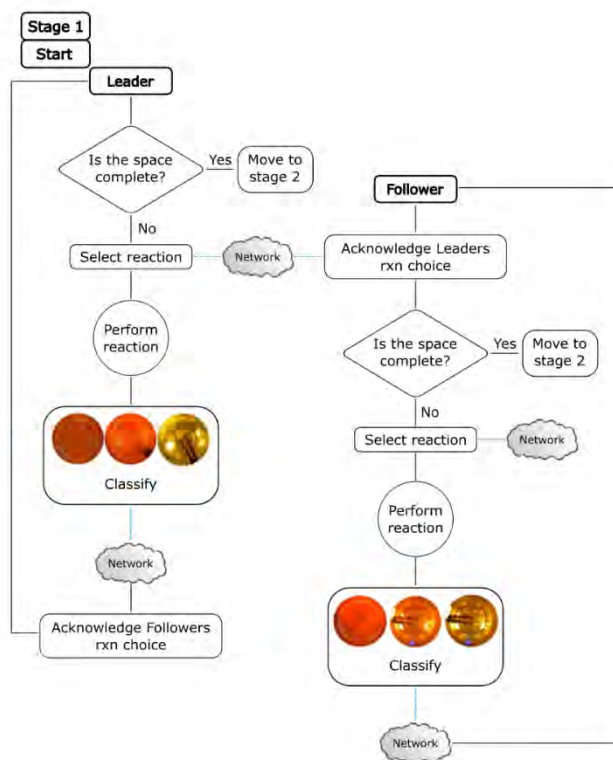 Stage 1
Start
Leader
Is the space
complete?
Yes
Move to
stage 2
No
Select reaction
Network
Perform
reaction
Classify
Network
Acknowledge Followers
rxn choice
Follower
Acknowledge Leaders
rxn choice
Is the space
complete?
Yes
Move to
stage 2
No
Select reaction
Network
Perform
reaction
Classify
Network